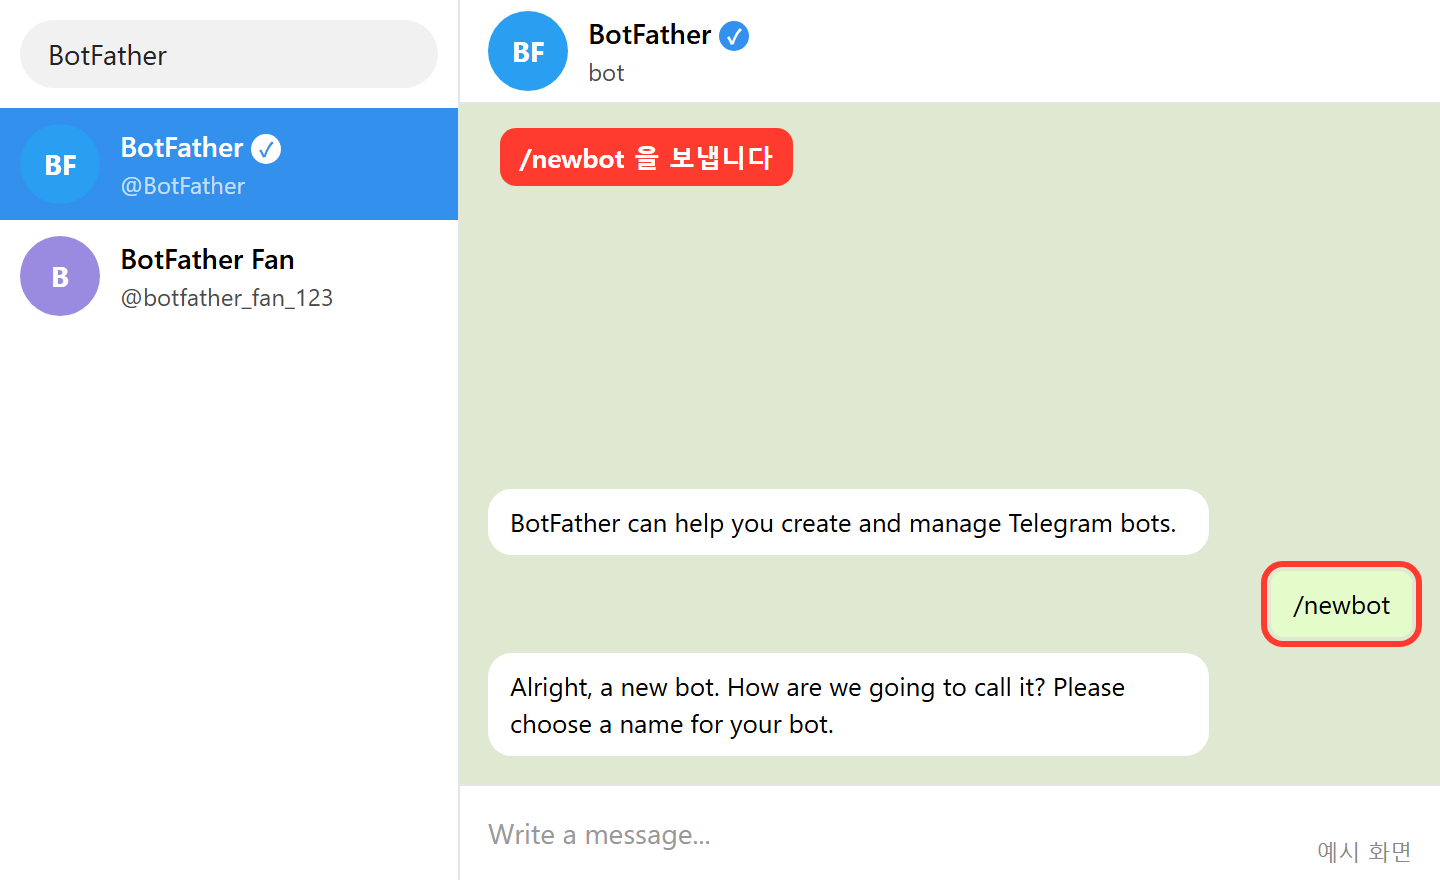 BotFather
BF
BotFather ✓
@BotFather
B
BotFather Fan
@botfather_fan_123
BF
BotFather ✓
bot
/newbot 을 보냅니다
BotFather can help you create and manage Telegram bots.
/newbot
Alright, a new bot. How are we going to call it? Please
choose a name for your bot.
Write a message...
예시 화면